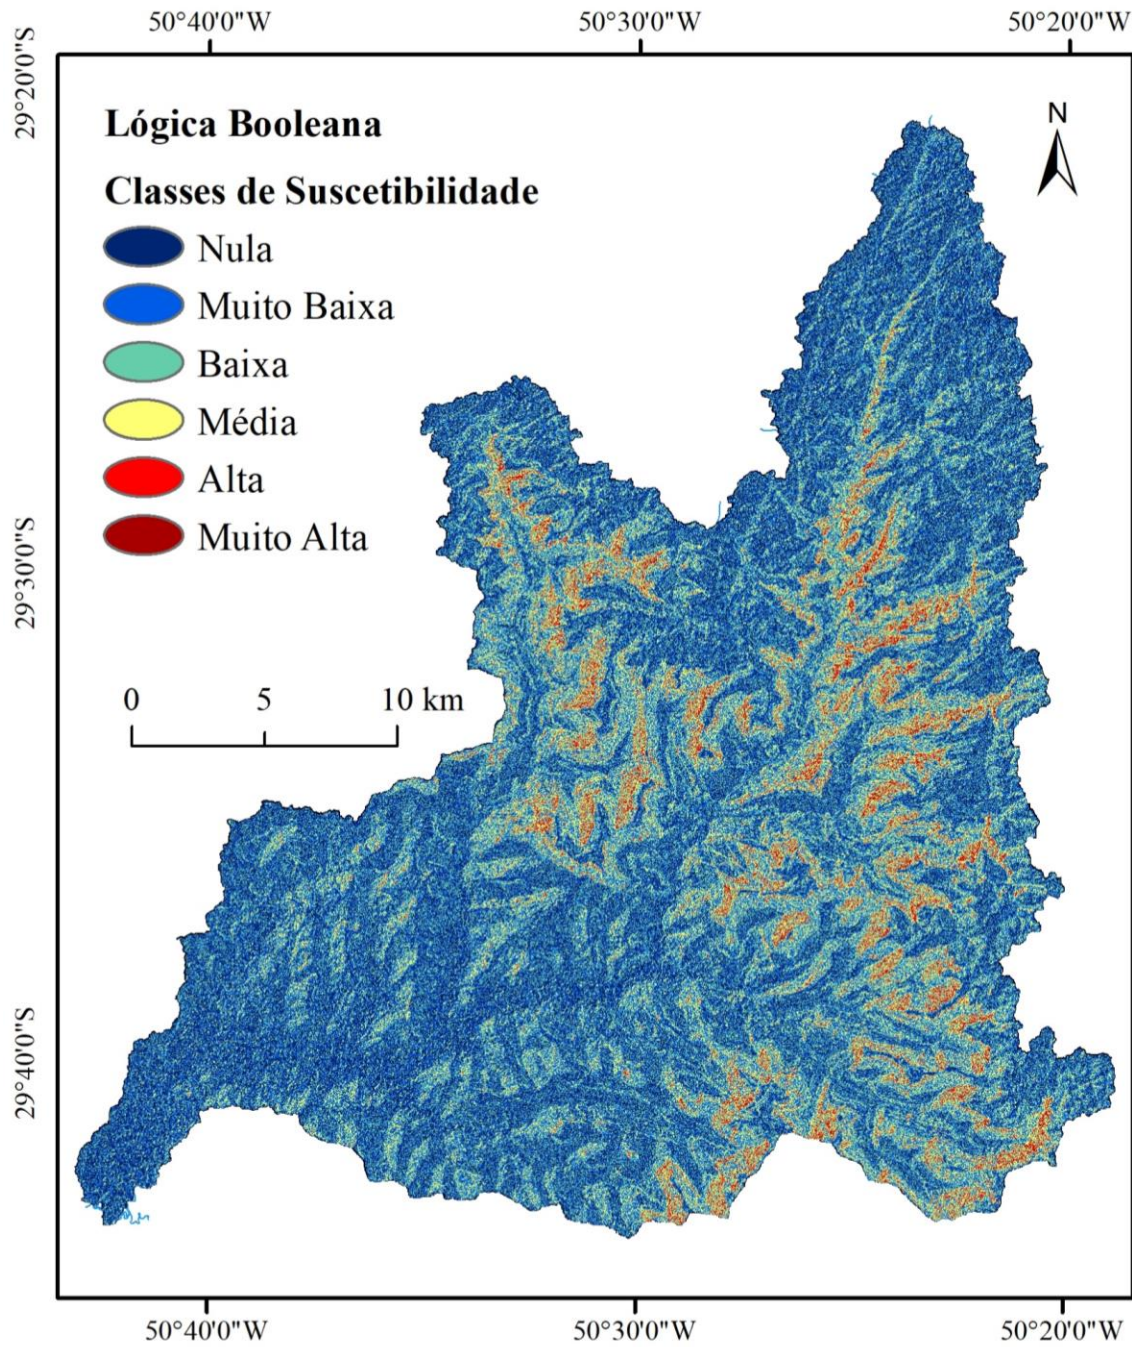 50°40'0"W 50°30'0"W 50°20'0"W
29°20'0"S
Lógica Booleana
N
Classes de Suscetibilidade
Nula
Muito Baixa
Baixa
Média
Alta
Muito Alta
29°30'0"S
0 5 10 km
29°40'0"S
50°40'0"W 50°30'0"W 50°20'0"W